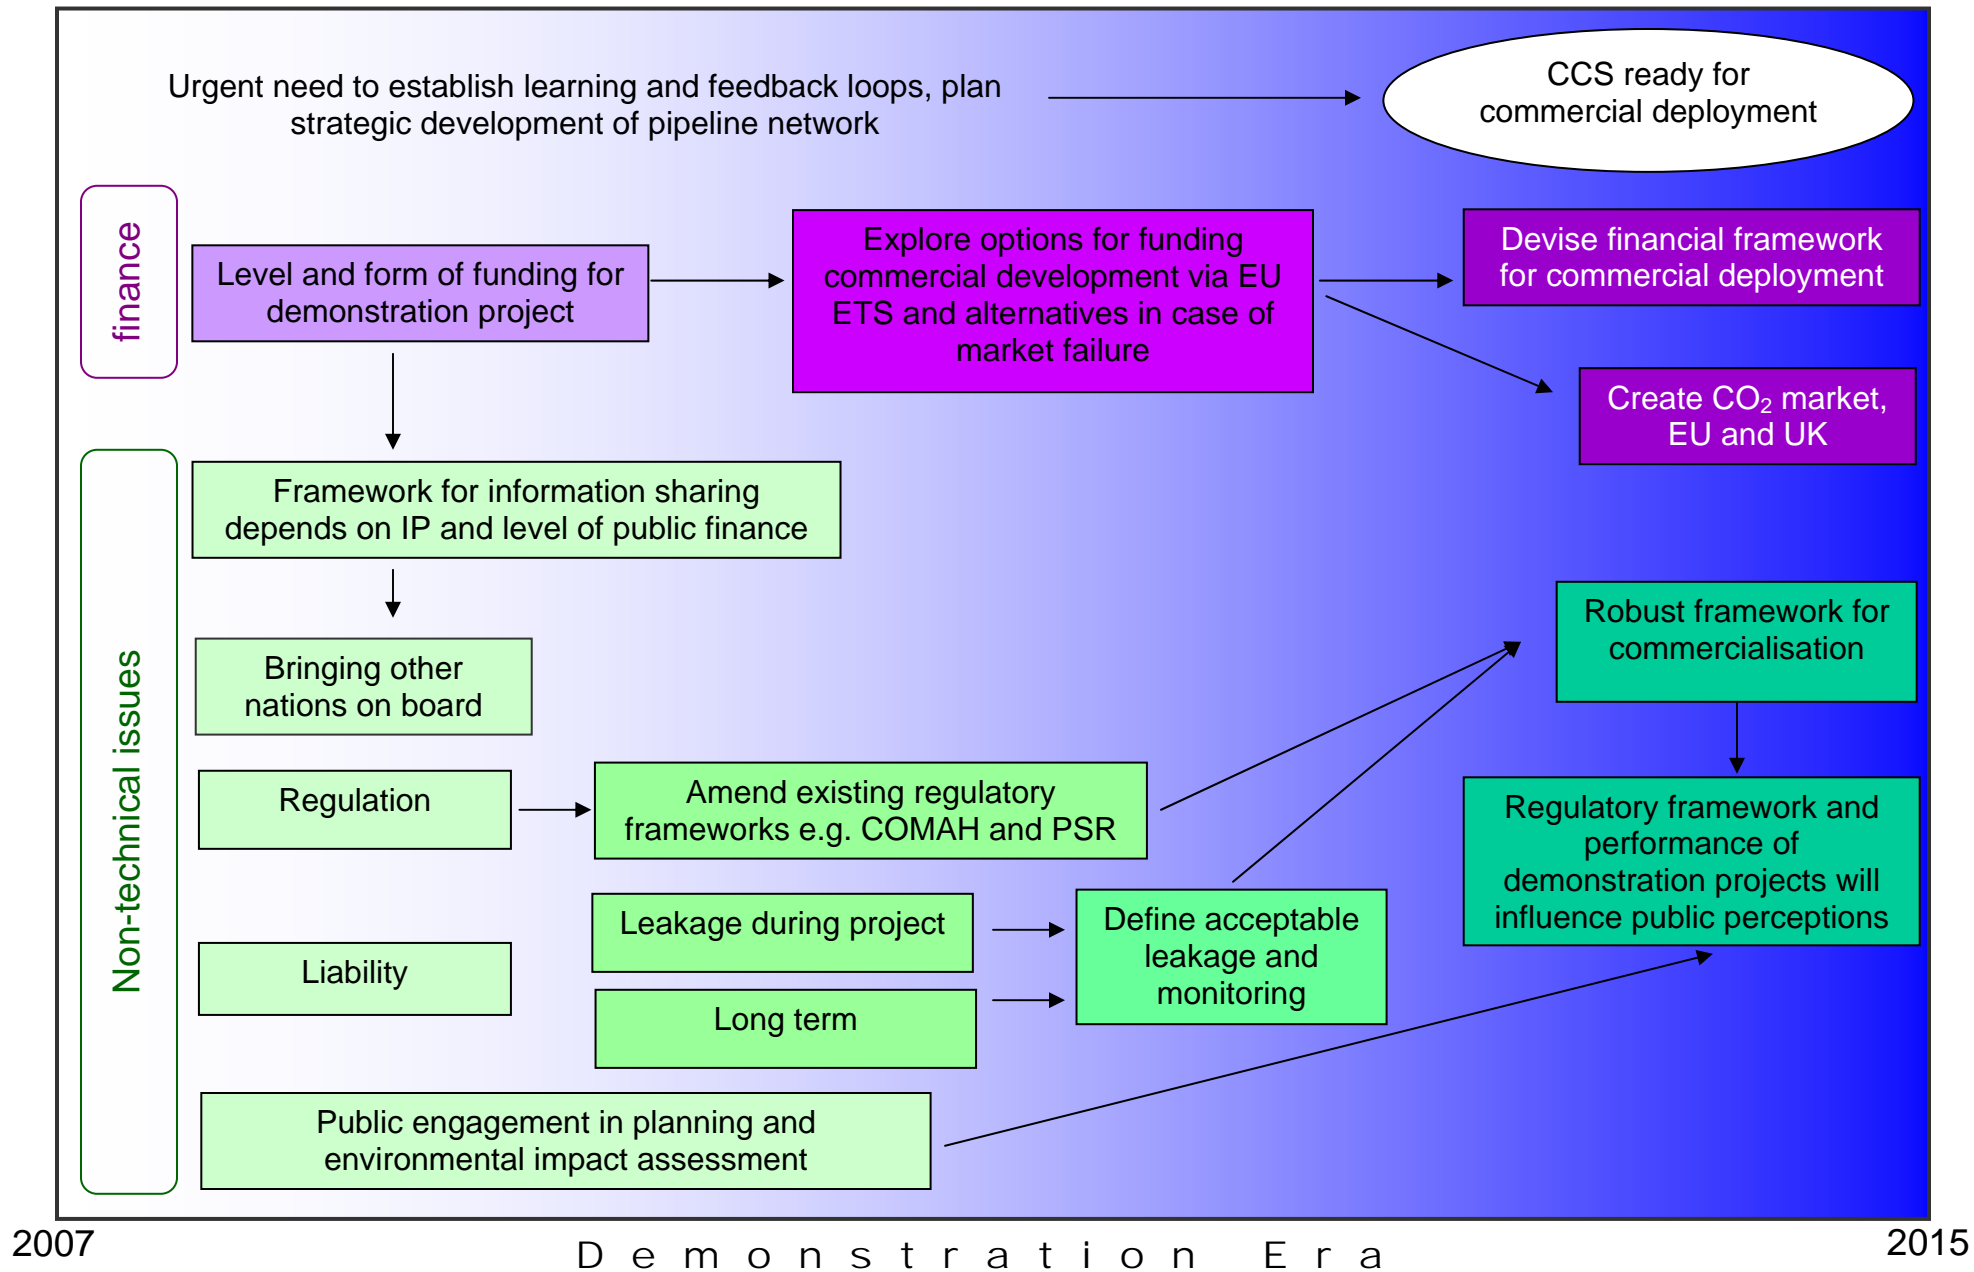 Urgent need to establish learning and feedback loops, plan
strategic development of pipeline network
CCS ready for
commercial deployment
finance
Level and form of funding for
demonstration project
Explore options for funding
commercial development via EU
ETS and alternatives in case of
market failure
Devise financial framework
for commercial deployment
Create CO₂ market,
EU and UK
Non-technical issues
Framework for information sharing
depends on IP and level of public finance
Bringing other
nations on board
Robust framework for
commercialisation
Regulation
Amend existing regulatory
frameworks e.g. COMAH and PSR
Regulatory framework and
performance of
demonstration projects will
influence public perceptions
Liability
Leakage during project
Long term
Define acceptable
leakage and
monitoring
Public engagement in planning and
environmental impact assessment
2007
Demonstration Era
2015